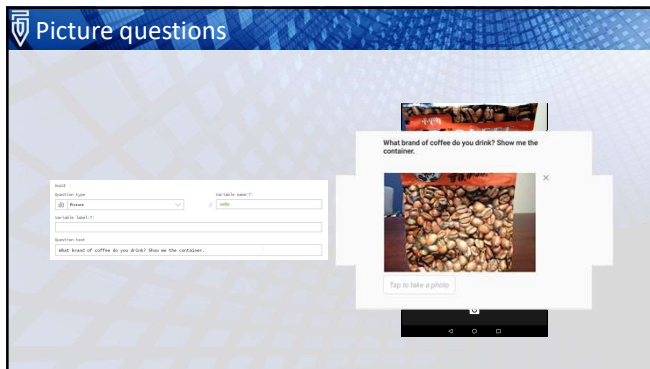 Picture questions
Question type
Variable name
Picture
Variable label
Question text
What brand of coffee do you drink? Show me the container.
What brand of coffee do you drink? Show me the
container.
Tap to take a photo